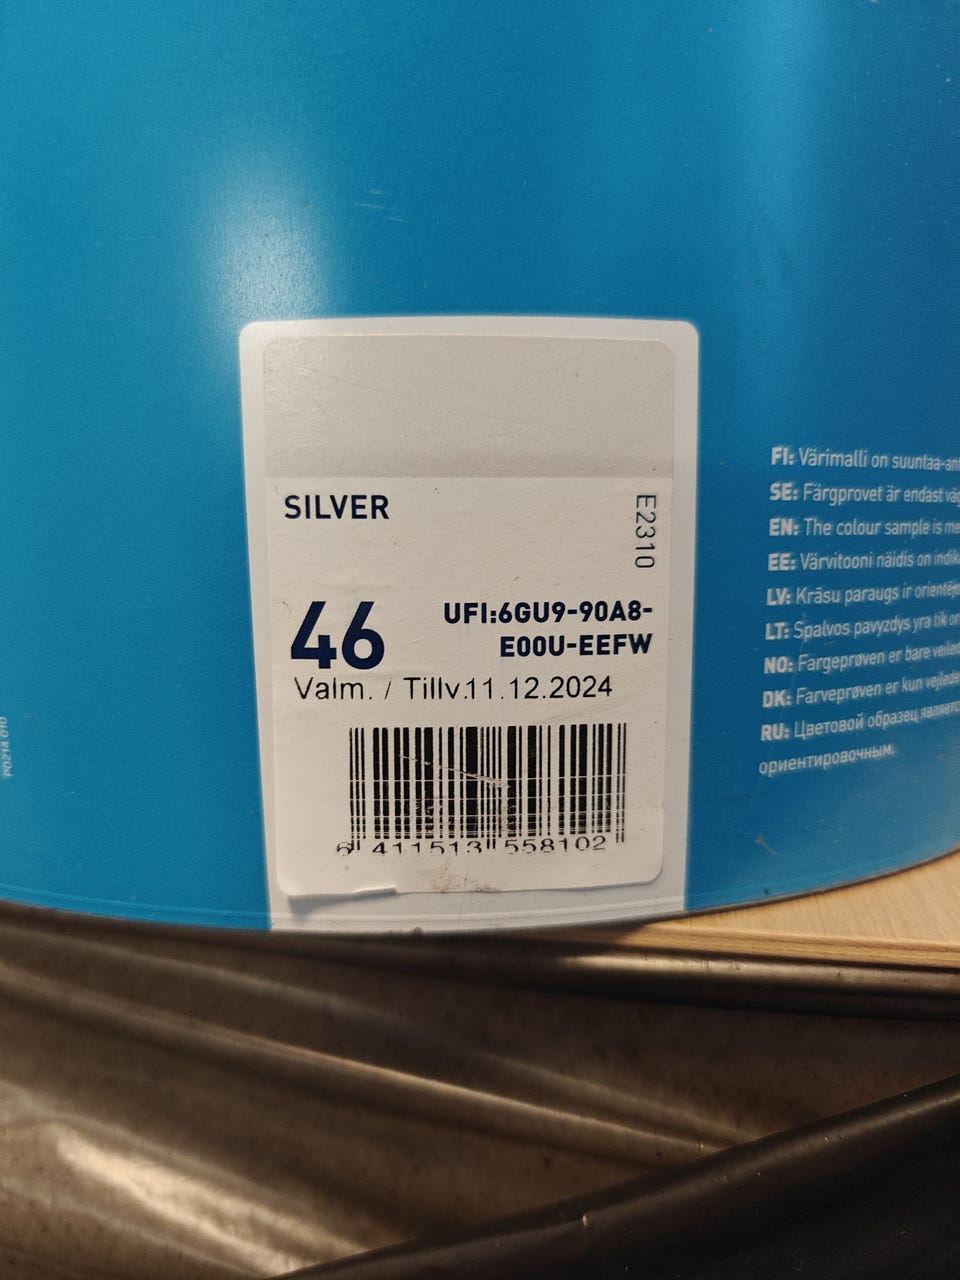 SILVER
E2310
46
UFI:6GU9-90A8-
E00U-EEFW
Valm. / Tillv.11.12.2024
6 411513 558102
FI: Värimalli on suuntaa-an
SE: Färgprovet är endast väg
EN: The colour sample is me
EE: Värvitooni näidis on indik
LV: Krāsu paraugs ir orientēj
LT: Spalvos pavyzdys yra tik or
NO: Fargeprøven er bare veiled
DK: Farveprøven er kun vejlede
RU: Цветовой образец является
ориентировочным.
P0214 010